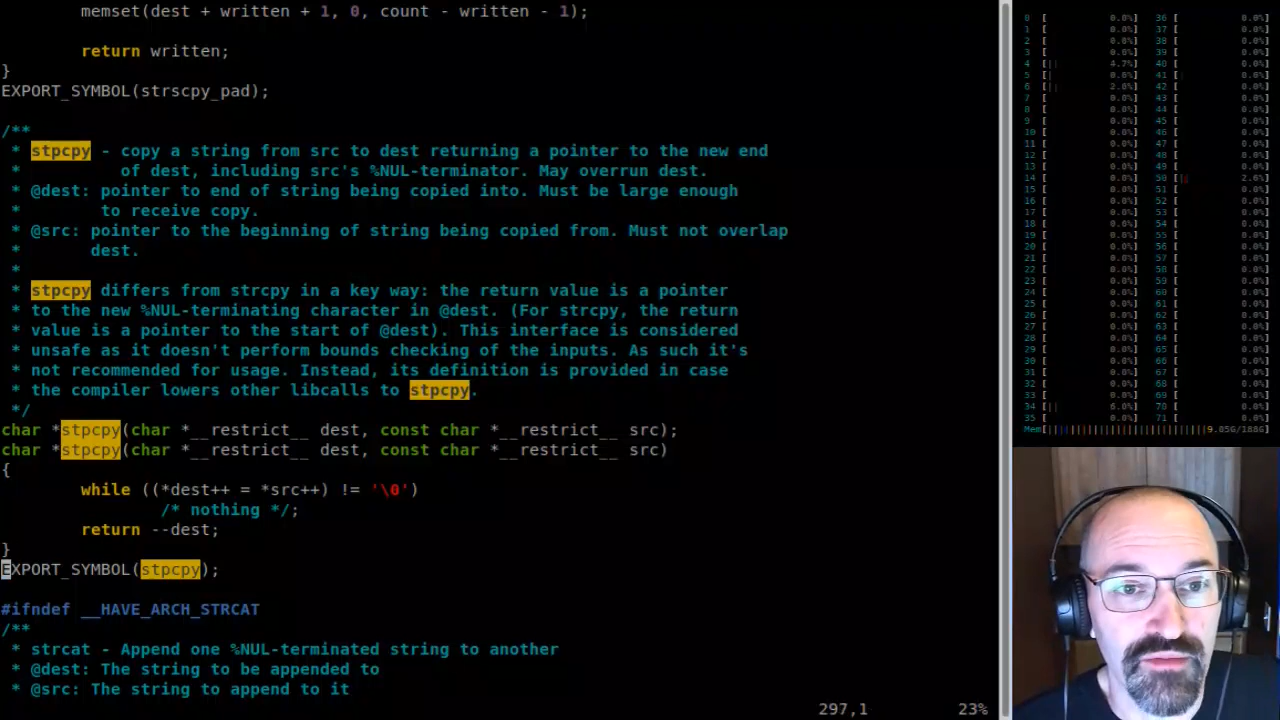 memset(dest + written + 1, 0, count - written - 1);
return written;
}
EXPORT_SYMBOL(strscpy_pad);
/**
* stpcpy - copy a string from src to dest returning a pointer to the new end
* of dest, including src's %NUL-terminator. May overrun dest.
* @dest: pointer to end of string being copied into. Must be large enough
* to receive copy.
* @src: pointer to the beginning of string being copied from. Must not overlap
* dest.
*
* stpcpy differs from strcpy in a key way: the return value is a pointer
* to the new %NUL-terminating character in @dest. (For strcpy, the return
* value is a pointer to the start of @dest). This interface is considered
* unsafe as it doesn't perform bounds checking of the inputs. As such it's
* not recommended for usage. Instead, its definition is provided in case
* the compiler lowers other libcalls to stpcpy.
*/
char *stpcpy(char *__restrict__ dest, const char *__restrict__ src);
char *stpcpy(char *__restrict__ dest, const char *__restrict__ src)
{
while ((*dest++ = *src++) != '\0')
/* nothing */;
return --dest;
}
EXPORT_SYMBOL(stpcpy);
#ifndef __HAVE_ARCH_STRCAT
/**
* strcat - Append one %NUL-terminated string to another
* @dest: The string to be appended to
* @src: The string to append to it
297,1 23%